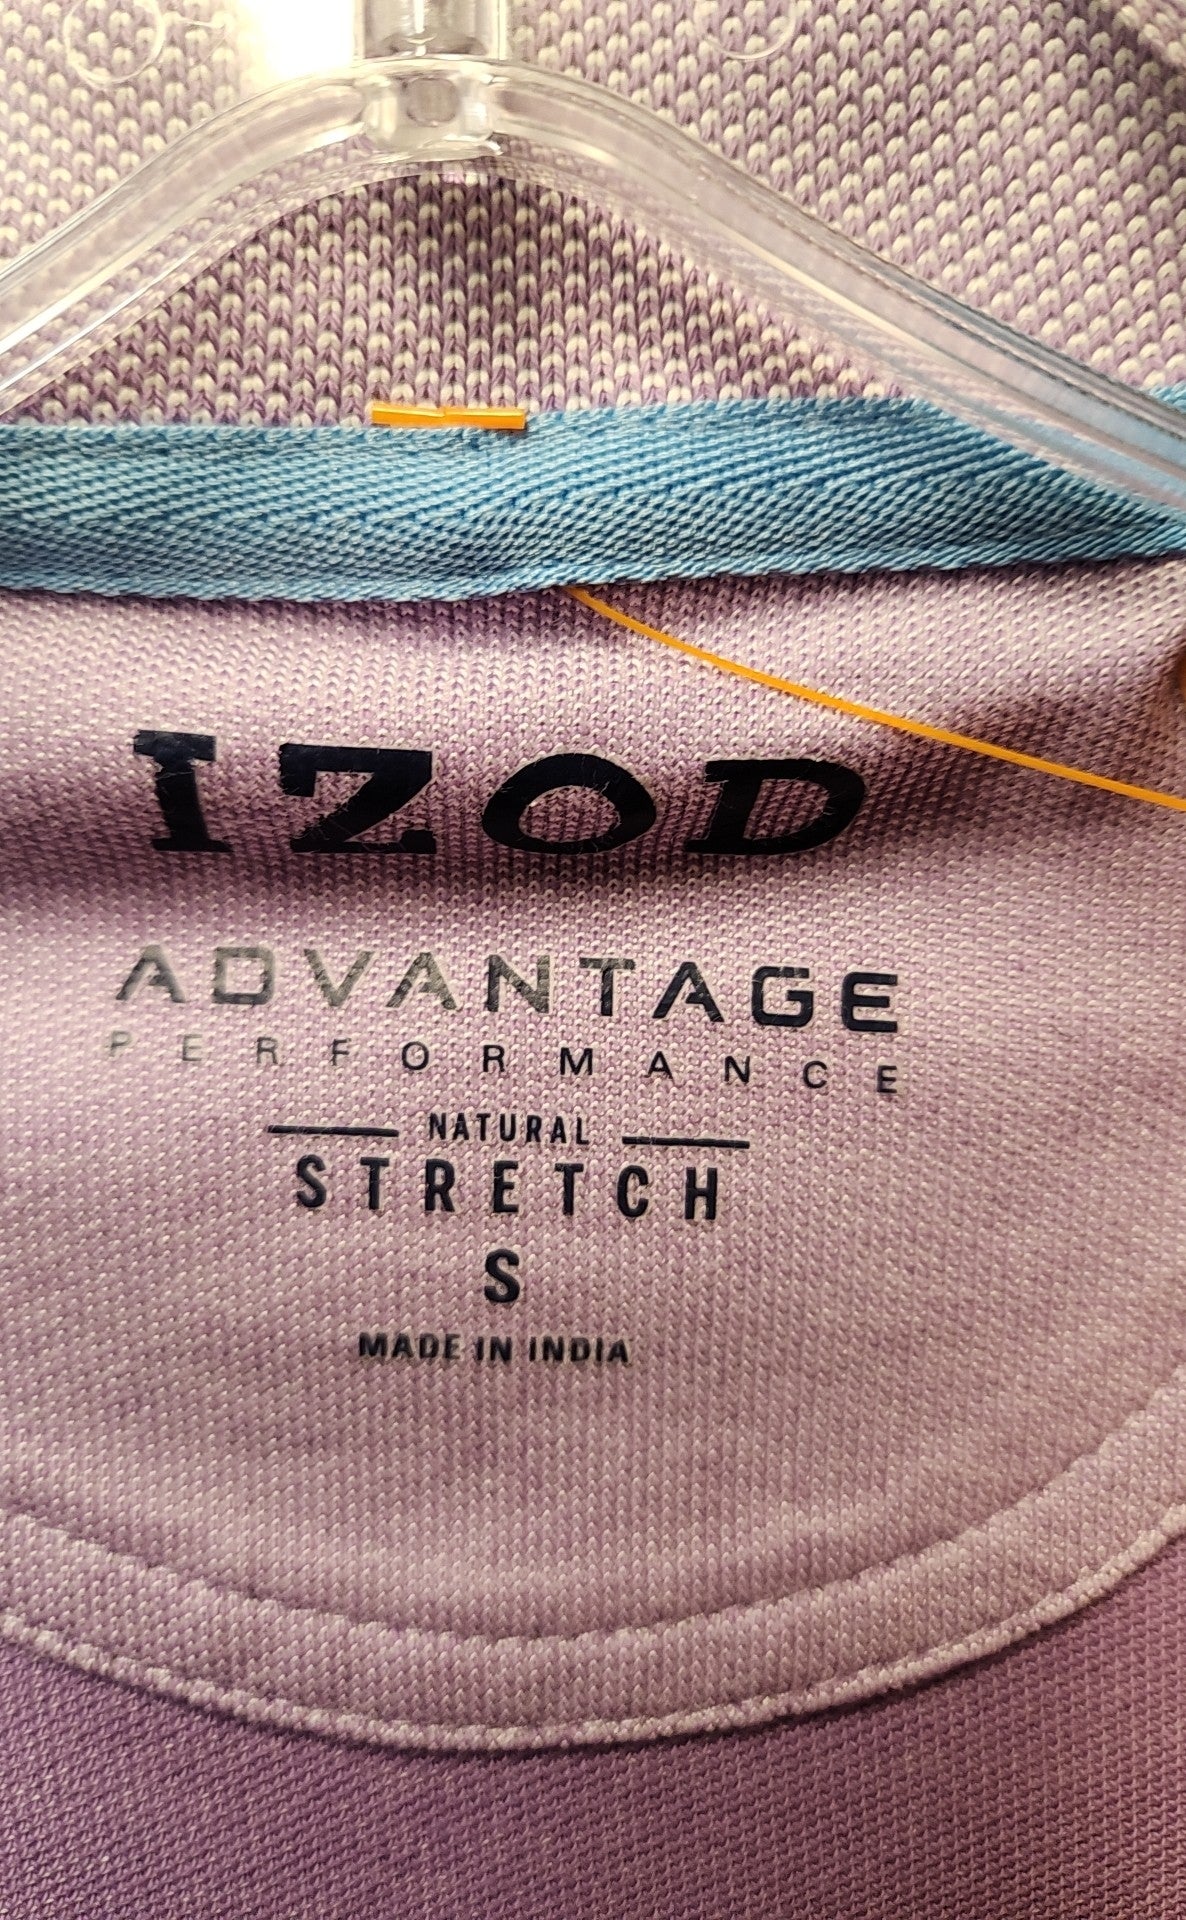 IZOD
ADVANTAGE
PERFORMANCE
NATURAL
STRETCH
S
MADE IN INDIA